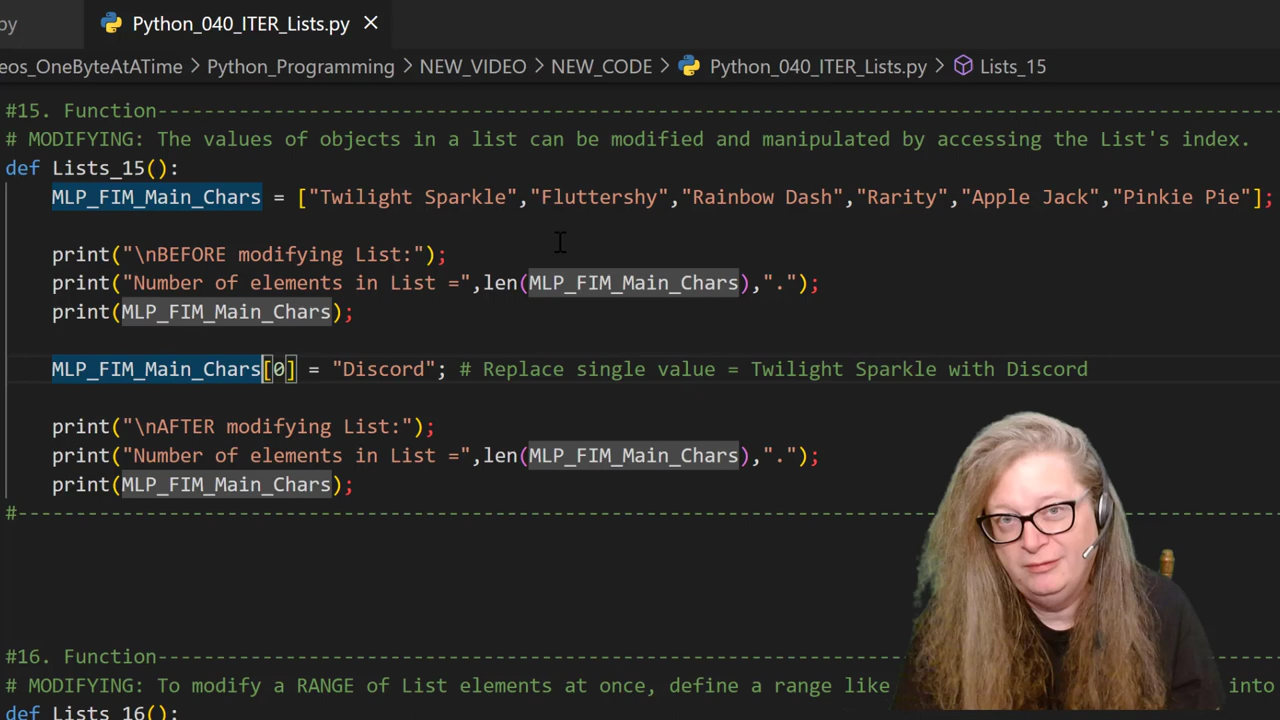 py Python_040_ITER_Lists.py ×
eos_OneByteAtATime > Python_Programming > NEW_VIDEO > NEW_CODE > Python_040_ITER_Lists.py > Lists_15
#15. Function----------------------------------------------------------------------------------------------------------
# MODIFYING: The values of objects in a list can be modified and manipulated by accessing the List's index.
def Lists_15():
MLP_FIM_Main_Chars = ["Twilight Sparkle","Fluttershy","Rainbow Dash","Rarity","Apple Jack","Pinkie Pie"];
print("\nBEFORE modifying List:");
print("Number of elements in List =",len(MLP_FIM_Main_Chars),".");
print(MLP_FIM_Main_Chars);
MLP_FIM_Main_Chars[0] = "Discord"; # Replace single value = Twilight Sparkle with Discord
print("\nAFTER modifying List:");
print("Number of elements in List =",len(MLP_FIM_Main_Chars),".");
print(MLP_FIM_Main_Chars);
#----------------------------------------------------------------------------------------------------------
#16. Function----------------------------------------------------------------------------------------------------------
# MODIFYING: To modify a RANGE of List elements at once, define a range like into
def Lists_16():